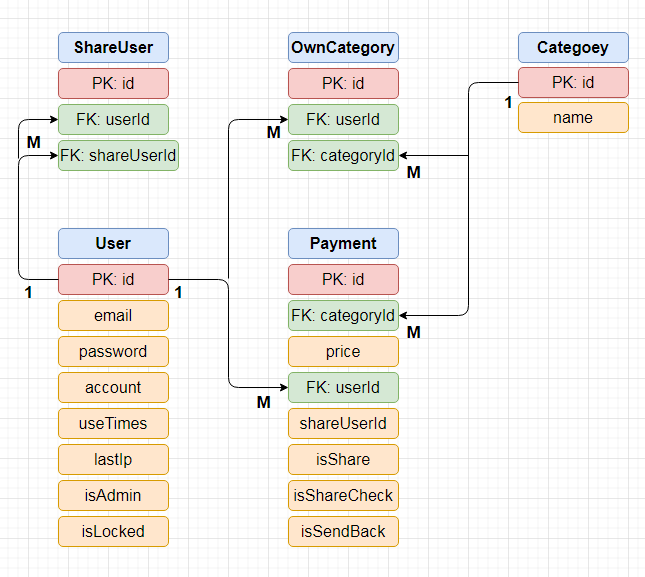 ShareUser
PK: id
FK: userId
FK: shareUserId
M
OwnCategory
PK: id
FK: userId
FK: categoryId
M
Categoey
PK: id
name
1
M
User
PK: id
email
password
account
useTimes
lastIp
isAdmin
isLocked
1
1
Payment
PK: id
FK: categoryId
price
FK: userId
shareUserId
isShare
isShareCheck
isSendBack
M
M